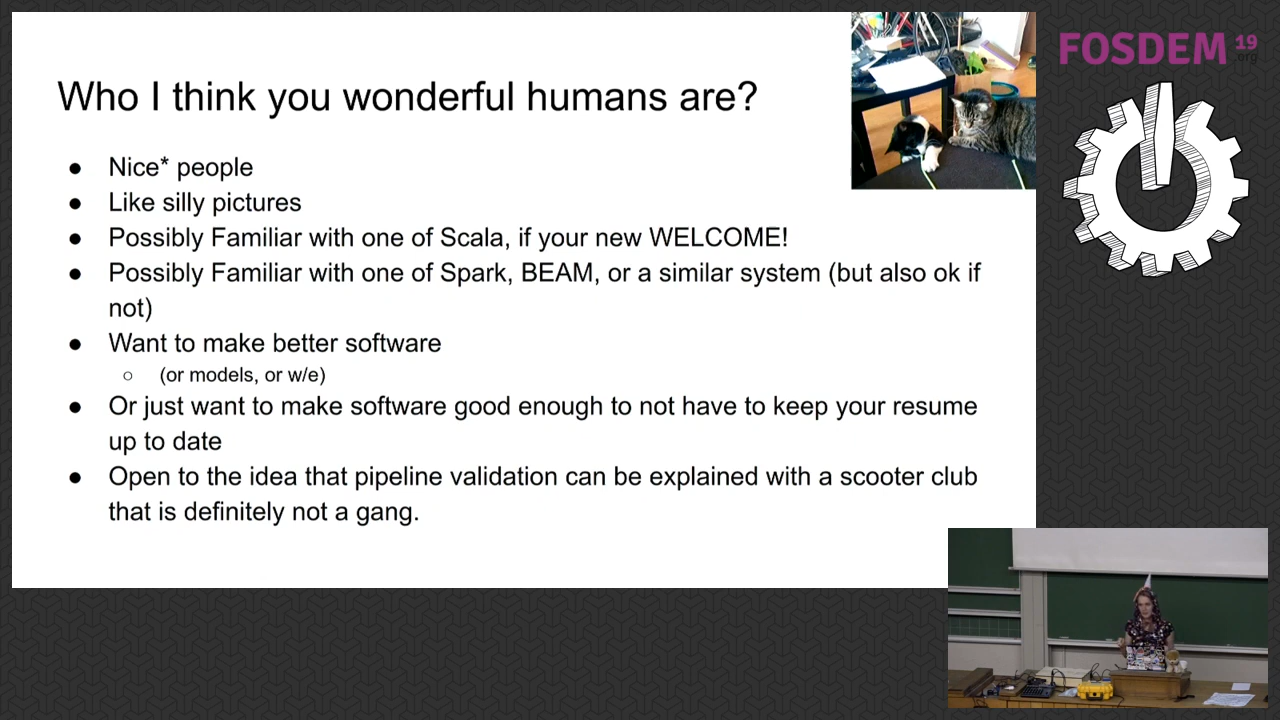 Who I think you wonderful humans are?
● Nice* people
● Like silly pictures
● Possibly Familiar with one of Scala, if your new WELCOME!
● Possibly Familiar with one of Spark, BEAM, or a similar system (but also ok if
not)
● Want to make better software
○ (or models, or w/e)
● Or just want to make software good enough to not have to keep your resume
up to date
● Open to the idea that pipeline validation can be explained with a scooter club
that is definitely not a gang.
FOSDEM 19
.org